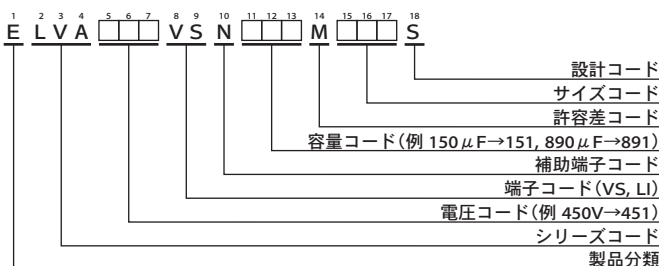 1 2 3 4 5 6 7 8 9 10 11 12 13 14 15 16 17 18
E L V A □□□ V S N □□□ M □□□ S
設計コード
サイズコード
許容差コード
容量コード(例 150μF→151, 890μF→891)
補助端子コード
端子コード(VS, LI)
電圧コード(例 450V→451)
シリーズコード
製品分類